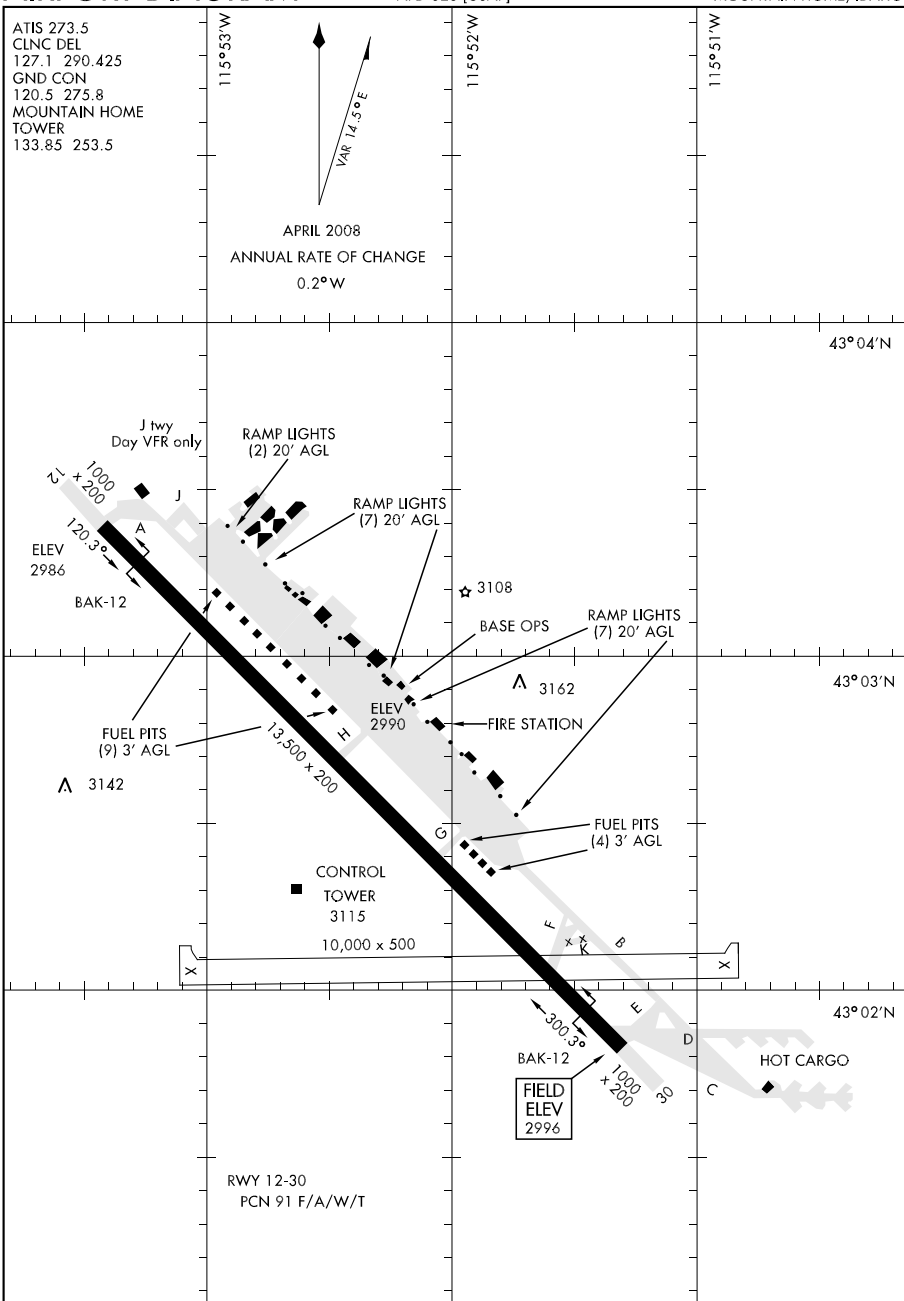 ATIS 273.5
CLNC DEL
127.1 290.425
GND CON
120.5 275.8
MOUNTAIN HOME
TOWER
133.85 253.5
115°53'W
115°52'W
115°51'W
VAR 14.5°E
APRIL 2008
ANNUAL RATE OF CHANGE
0.2°W
43°04'N
J twy
Day VFR only
RAMP LIGHTS
(2) 20' AGL
RAMP LIGHTS
(7) 20' AGL
12
1000
x 200
J
A
120.3°
ELEV
2986
BAK-12
3108
BASE OPS
RAMP LIGHTS
(7) 20' AGL
3162
43°03'N
ELEV
2990
FIRE STATION
H
FUEL PITS
(9) 3' AGL
13,500 x 200
3142
G
FUEL PITS
(4) 3' AGL
CONTROL
TOWER
3115
F
B
x x
K
10,000 x 500
X
X
E
43°02'N
300.3°
D
BAK-12
HOT CARGO
1000
x 200
30
C
FIELD
ELEV
2996
RWY 12-30
PCN 91 F/A/W/T